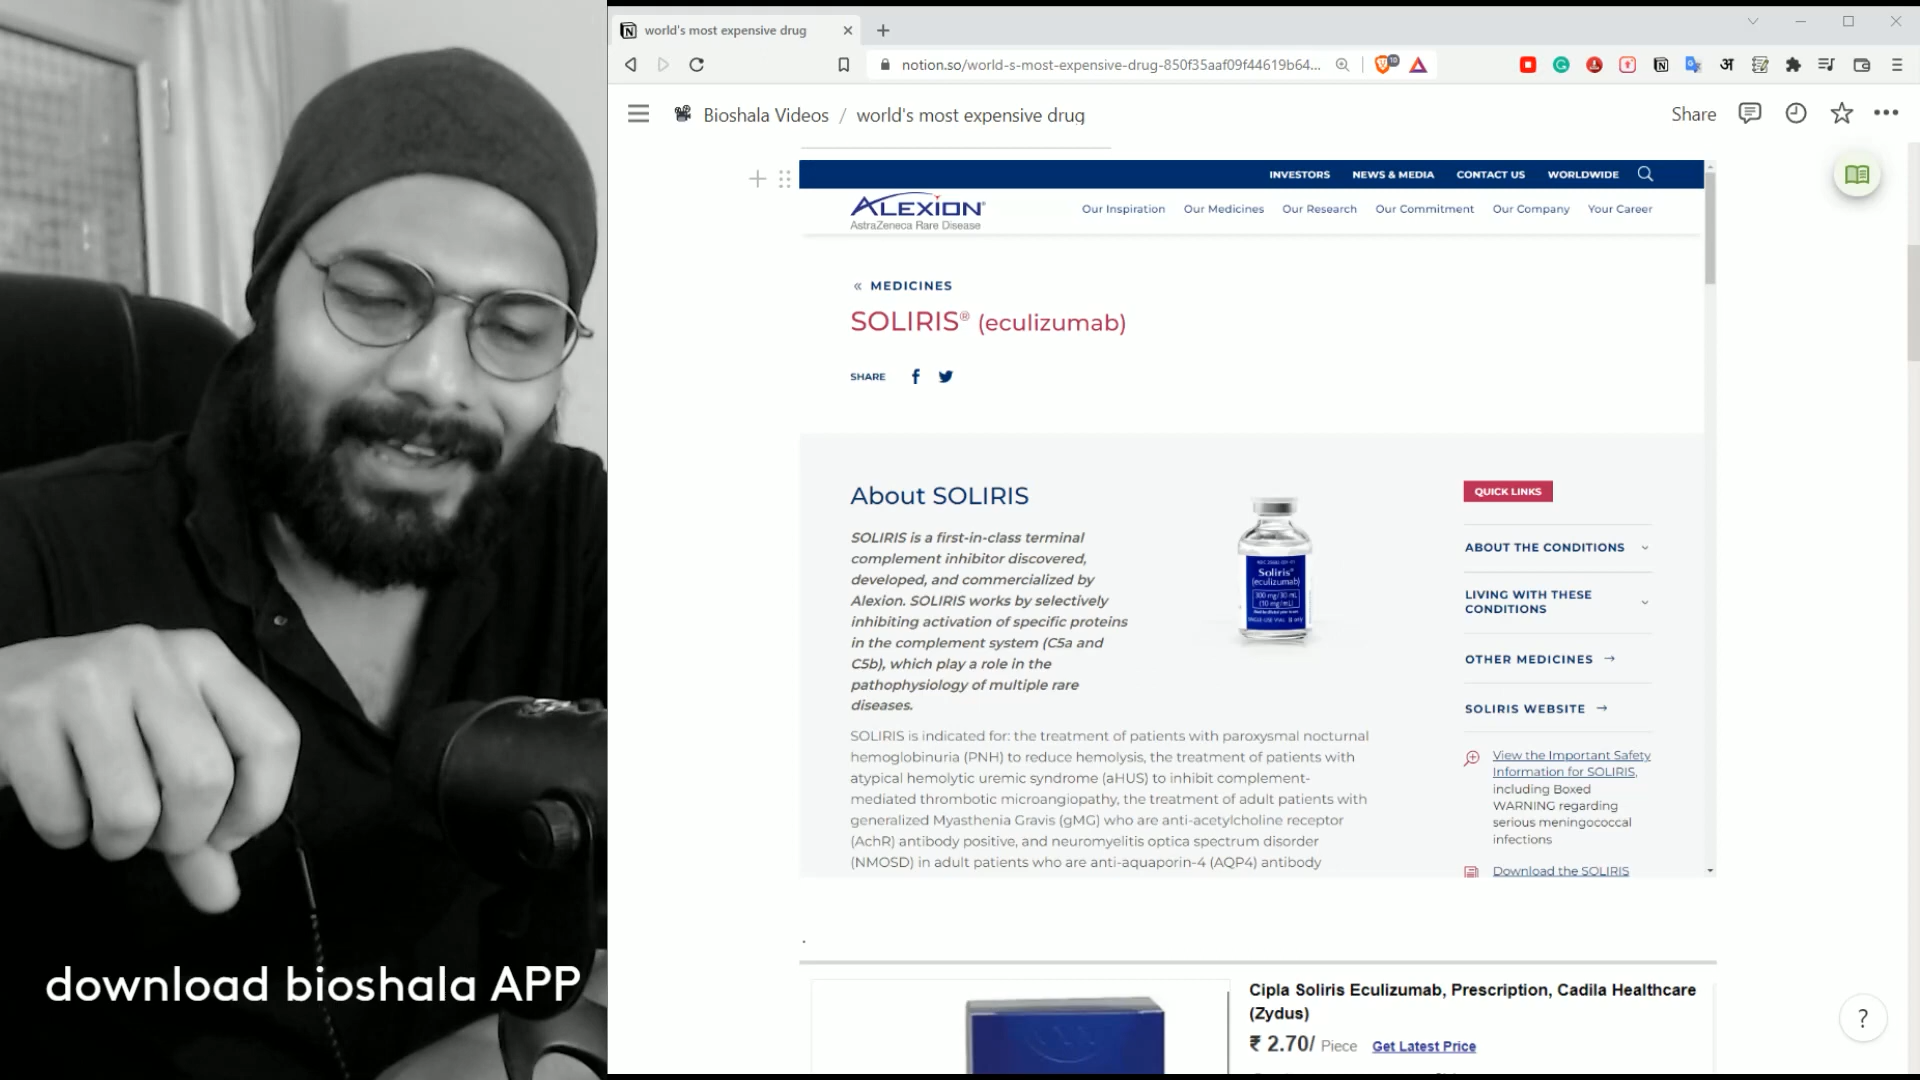 world's most expensive drug
notion.so/world-s-most-expensive-drug-850f35aaf09f44619b64...
अ
Bioshala Videos / world's most expensive drug
Share
INVESTORS NEWS & MEDIA CONTACT US WORLDWIDE
ALEXION®
AstraZeneca Rare Disease
Our Inspiration Our Medicines Our Research Our Commitment Our Company Your Career
« MEDICINES
SOLIRIS® (eculizumab)
SHARE
About SOLIRIS
SOLIRIS is a first-in-class terminal
complement inhibitor discovered,
developed, and commercialized by
Alexion. SOLIRIS works by selectively
inhibiting activation of specific proteins
in the complement system (C5a and
C5b), which play a role in the
pathophysiology of multiple rare
diseases.
Soliris®
(eculizumab)
300 mg/30 mL
(10 mg/mL)
SOLIRIS is indicated for: the treatment of patients with paroxysmal nocturnal
hemoglobinuria (PNH) to reduce hemolysis, the treatment of patients with
atypical hemolytic uremic syndrome (aHUS) to inhibit complement-
mediated thrombotic microangiopathy, the treatment of adult patients with
generalized Myasthenia Gravis (gMG) who are anti-acetylcholine receptor
(AchR) antibody positive, and neuromyelitis optica spectrum disorder
(NMOSD) in adult patients who are anti-aquaporin-4 (AQP4) antibody
QUICK LINKS
ABOUT THE CONDITIONS
LIVING WITH THESE
CONDITIONS
OTHER MEDICINES →
SOLIRIS WEBSITE →
View the Important Safety
Information for SOLIRIS,
including Boxed
WARNING regarding
serious meningococcal
infections
Download the SOLIRIS
.
Cipla Soliris Eculizumab, Prescription, Cadila Healthcare
(Zydus)
₹ 2.70/ Piece Get Latest Price
?
download bioshala APP